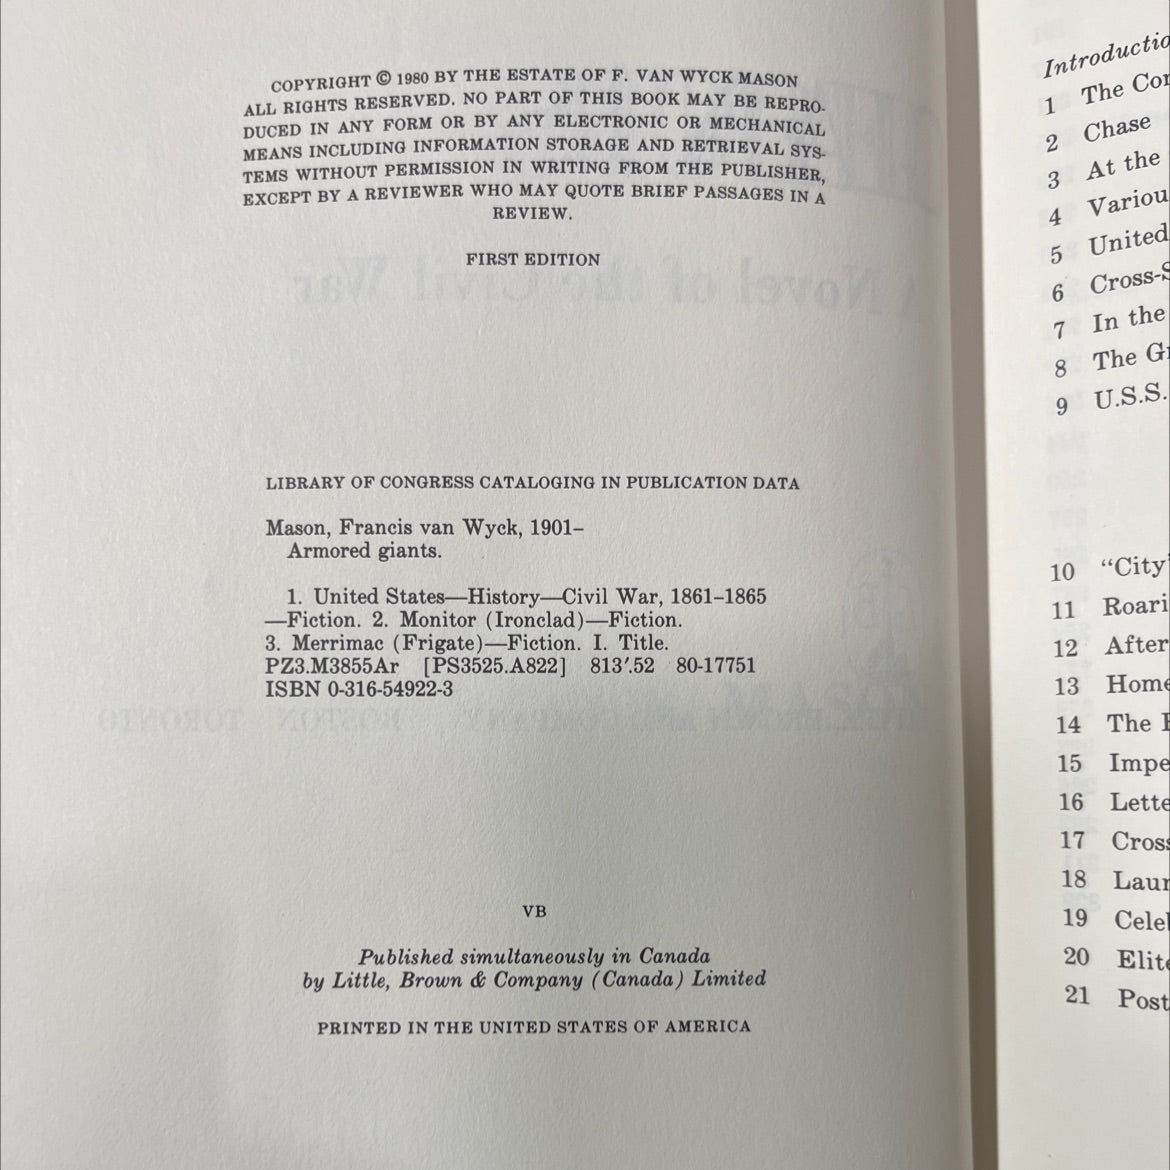 COPYRIGHT © 1980 BY THE ESTATE OF F. VAN WYCK MASON
ALL RIGHTS RESERVED. NO PART OF THIS BOOK MAY BE REPRO-
DUCED IN ANY FORM OR BY ANY ELECTRONIC OR MECHANICAL
MEANS INCLUDING INFORMATION STORAGE AND RETRIEVAL SYS-
TEMS WITHOUT PERMISSION IN WRITING FROM THE PUBLISHER,
EXCEPT BY A REVIEWER WHO MAY QUOTE BRIEF PASSAGES IN A
REVIEW.
FIRST EDITION
LIBRARY OF CONGRESS CATALOGING IN PUBLICATION DATA
Mason, Francis van Wyck, 1901–
Armored giants.
1. United States—History—Civil War, 1861–1865
—Fiction. 2. Monitor (Ironclad)—Fiction.
3. Merrimac (Frigate)—Fiction. I. Title.
PZ3.M3855Ar [PS3525.A822] 813′.52 80-17751
ISBN 0-316-54922-3
VB
Published simultaneously in Canada
by Little, Brown & Company (Canada) Limited
PRINTED IN THE UNITED STATES OF AMERICA
Introductio
1 The Cor
2 Chase
3 At the
4 Variou
5 United
6 Cross-S
7 In the
8 The Gr
9 U.S.S.
10 “City”
11 Roari
12 After
13 Home
14 The
15 Impe
16 Lette
17 Cross
18 Laur
19 Celel
20 Elite
21 Post